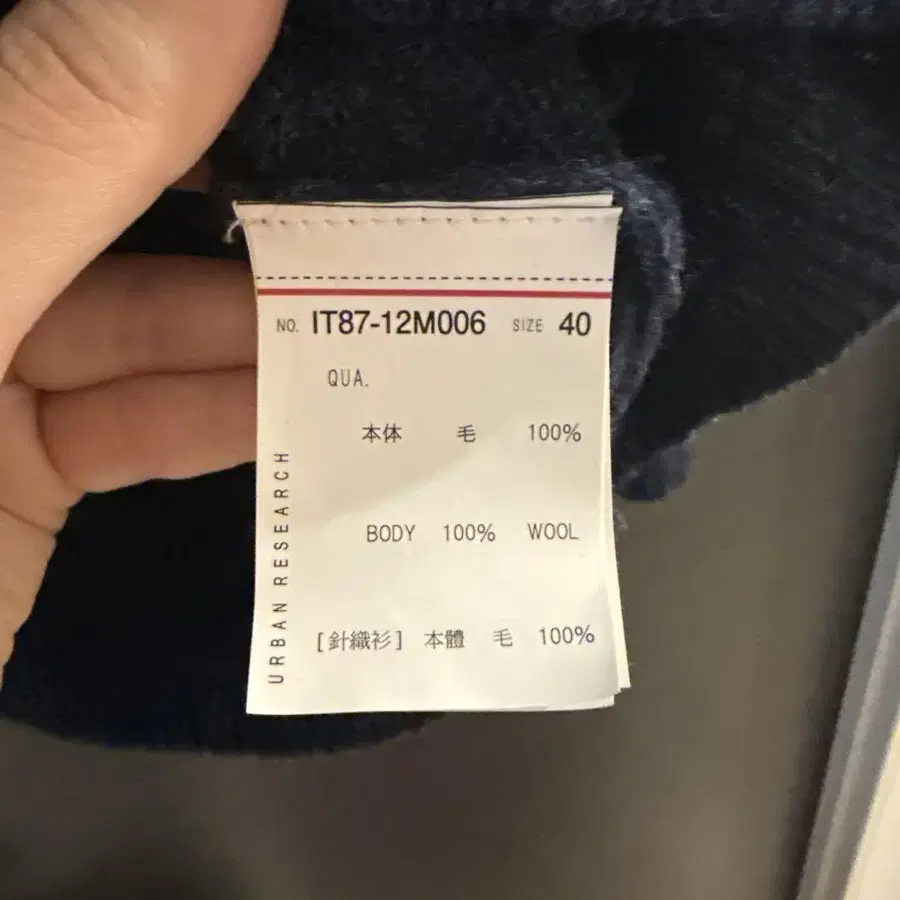 NO. IT87-12M006 SIZE 40
QUA.
本体 毛 100%
BODY 100% WOOL
[針織衫] 本體 毛 100%
URBAN RESEARCH